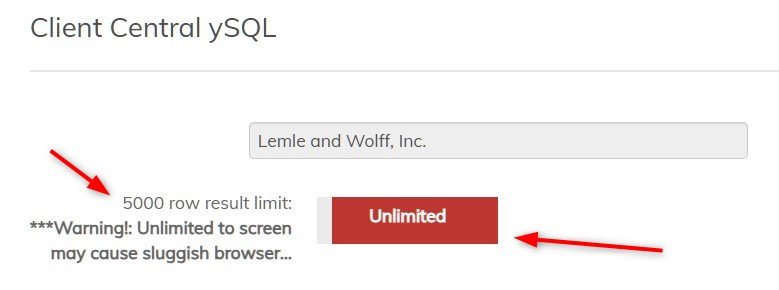 Client Central ySQL
Lemle and Wolff, Inc.
5000 row result limit:
***Warning!: Unlimited to screen
may cause sluggish browser...
Unlimited